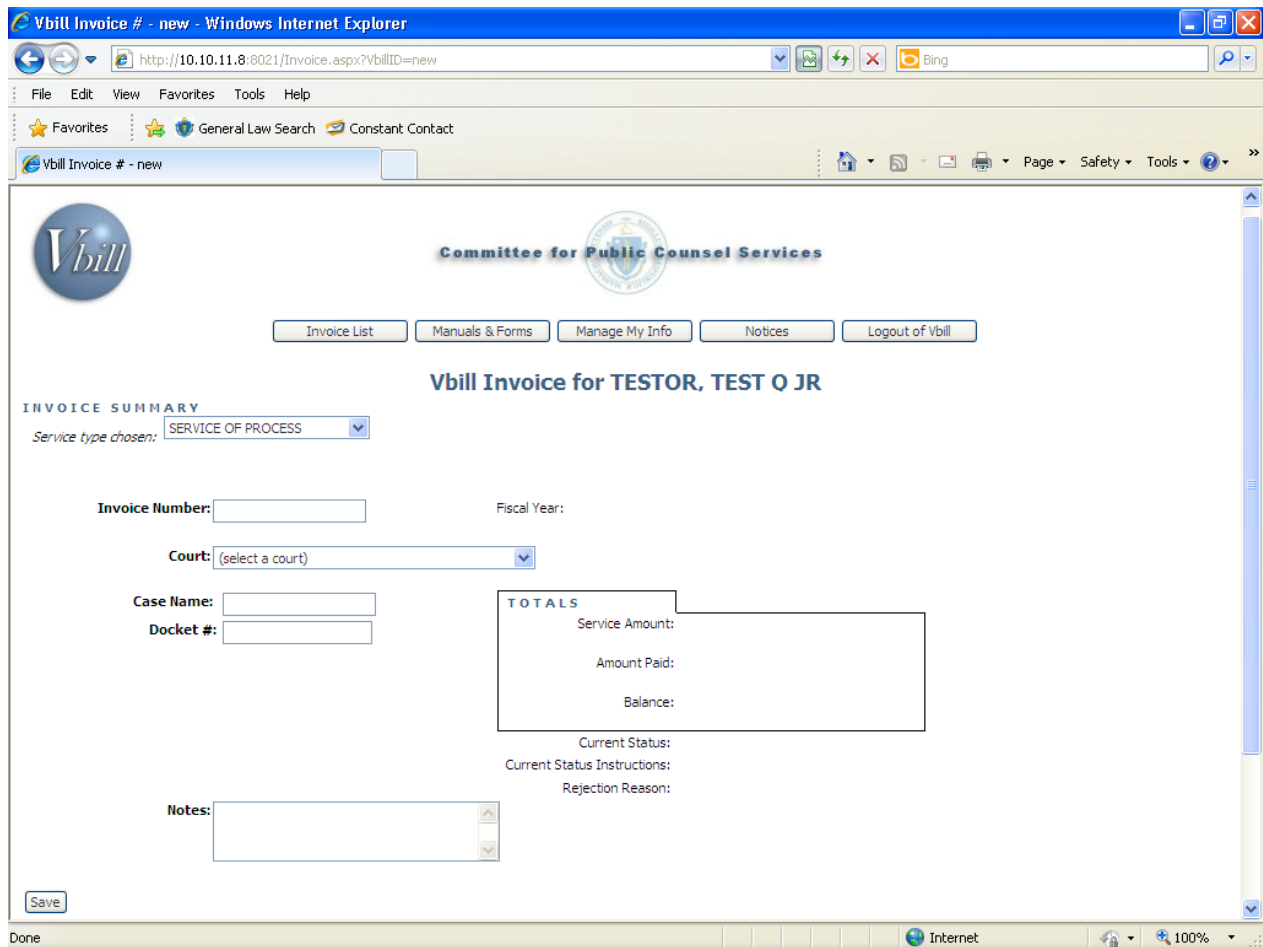 Vbill Invoice # - new - Windows Internet Explorer
http://10.10.11.8:8021/Invoice.aspx?VbillID=new
Bing
File Edit View Favorites Tools Help
Favorites General Law Search Constant Contact
Vbill Invoice # - new
Page Safety Tools »
Vbill
Committee for Public Counsel Services
Invoice List Manuals & Forms Manage My Info Notices Logout of Vbill
Vbill Invoice for TESTOR, TEST Q JR
INVOICE SUMMARY
Service type chosen: SERVICE OF PROCESS
Invoice Number: Fiscal Year:
Court: (select a court)
Case Name:
Docket #:
TOTALS
Service Amount:
Amount Paid:
Balance:
Current Status:
Current Status Instructions:
Rejection Reason:
Notes:
Save
Done Internet 100%